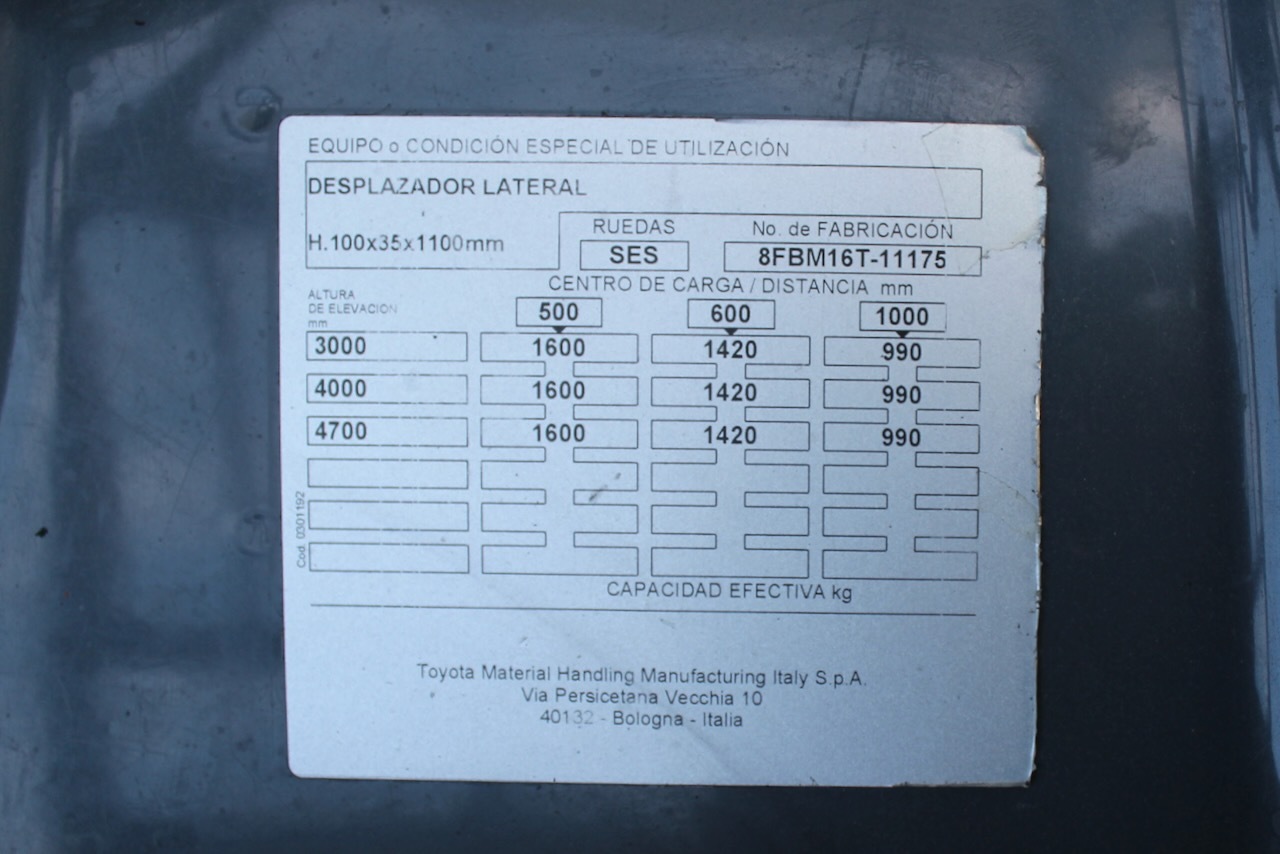 EQUIPO o CONDICIÓN ESPECIAL DE UTILIZACIÓN
DESPLAZADOR LATERAL
H.100x35x1100mm
RUEDAS
SES
No. de FABRICACIÓN
8FBM16T-11175
CENTRO DE CARGA / DISTANCIA mm
ALTURA
DE ELEVACION
mm
500 600 1000
3000 1600 1420 990
4000 1600 1420 990
4700 1600 1420 990
Cod. 0301192
CAPACIDAD EFECTIVA kg
Toyota Material Handling Manufacturing Italy S.p.A.
Via Persicetana Vecchia 10
40132 - Bologna - Italia